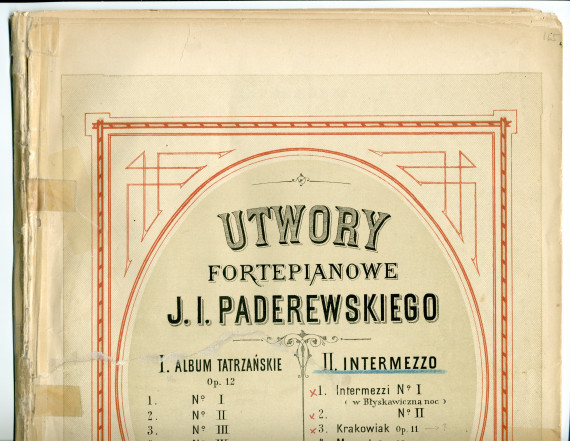 UTWORY
FORTEPIANOWE
J. I. PADEREWSKIEGO
I. ALBUM TATRZAŃSKIE
Op. 12
1. No I
2. No II
3. No III
II. INTERMEZZO
1. Intermezzi No I
(w Błyskawiczną noc)
2. No II
3. Krakowiak Op. 11